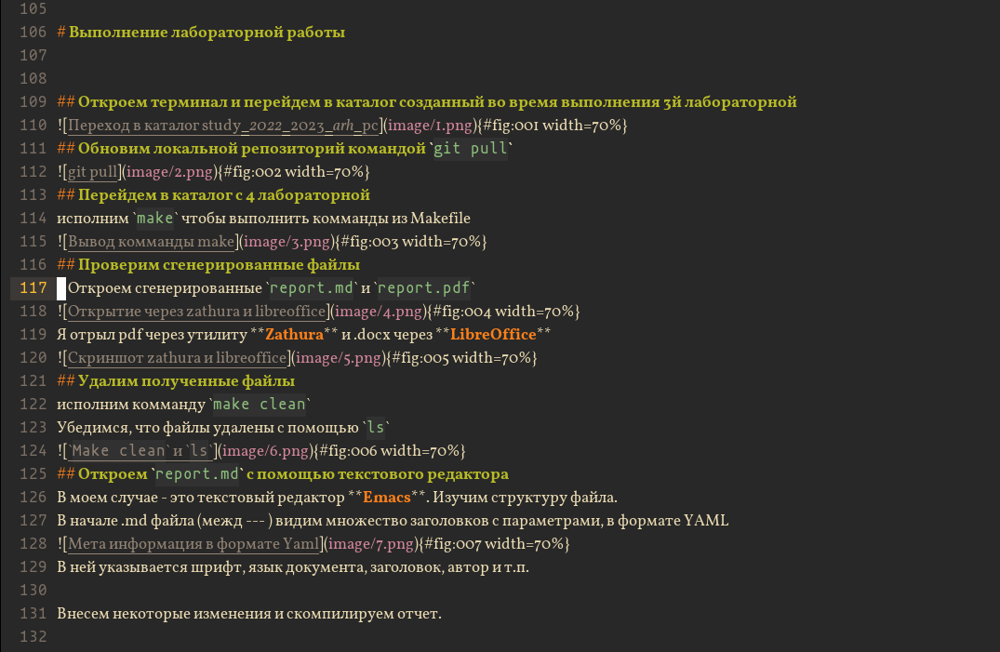 105
106 # Выполнение лабораторной работы
107
108
109 ## Откроем терминал и перейдем в каталог созданный во время выполнения 3й лабораторной
110 ![Переход в каталог study_2022_2023_arh_pc](image/1.png){#fig:001 width=70%}
111 ## Обновим локальной репозиторий командой `git pull`
112 ![git pull](image/2.png){#fig:002 width=70%}
113 ## Перейдем в каталог с 4 лабораторной
114 исполним `make` чтобы выполнить комманды из Makefile
115 ![Вывод комманды make](image/3.png){#fig:003 width=70%}
116 ## Проверим сгенерированные файлы
117 Откроем сгенерированные `report.md` и `report.pdf`
118 ![Открытие через zathura и libreoffice](image/4.png){#fig:004 width=70%}
119 Я отрыл pdf через утилиту **Zathura** и .docx через **LibreOffice**
120 ![Скриншот zathura и libreoffice](image/5.png){#fig:005 width=70%}
121 ## Удалим полученные файлы
122 исполним комманду `make clean`
123 Убедимся, что файлы удалены с помощью `ls`
124 ![`Make clean` и `ls`](image/6.png){#fig:006 width=70%}
125 ## Откроем `report.md` с помощью текстового редактора
126 В моем случае - это текстовый редактор **Emacs**. Изучим структуру файла.
127 В начале .md файла (межд --- ) видим множество заголовков с параметрами, в формате YAML
128 ![Мета информация в формате Yaml](image/7.png){#fig:007 width=70%}
129 В ней указывается шрифт, язык документа, заголовок, автор и т.п.
130
131 Внесем некоторые изменения и скомпилируем отчет.
132